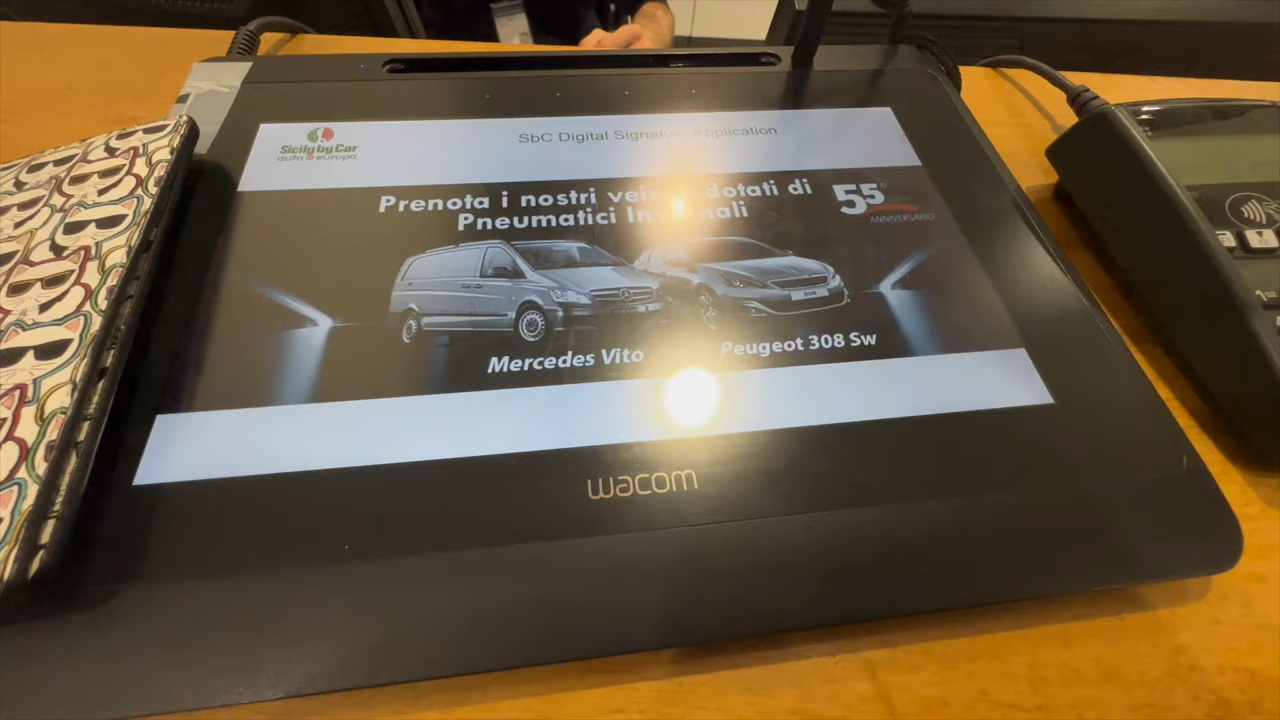 Sicily by Car
auto europa
SbC Digital Signature Application
Prenota i nostri veicoli dotati di
Pneumatici Invernali
55°
ANNIVERSARIO
308
Mercedes Vito
Peugeot 308 Sw
wacom